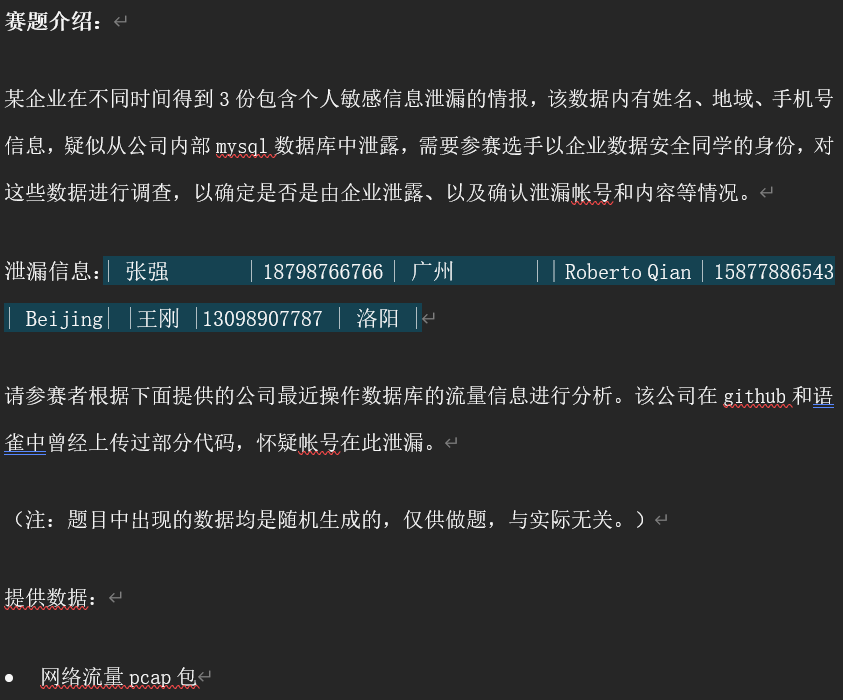 赛题介绍：
某企业在不同时间得到 3 份包含个人敏感信息泄漏的情报，该数据内有姓名、地域、手机号
信息，疑似从公司内部 mysql 数据库中泄露，需要参赛选手以企业数据安全同学的身份，对
这些数据进行调查，以确定是否是由企业泄露、以及确认泄漏帐号和内容等情况。
泄漏信息：| 张强 | 18798766766 | 广州 | | Roberto Qian | 15877886543
| Beijing| |王刚 |13098907787 | 洛阳 |
请参赛者根据下面提供的公司最近操作数据库的流量信息进行分析。该公司在 github 和语
雀中曾经上传过部分代码，怀疑帐号在此泄漏。
（注：题目中出现的数据均是随机生成的，仅供做题，与实际无关。）
提供数据：
● 网络流量 pcap 包